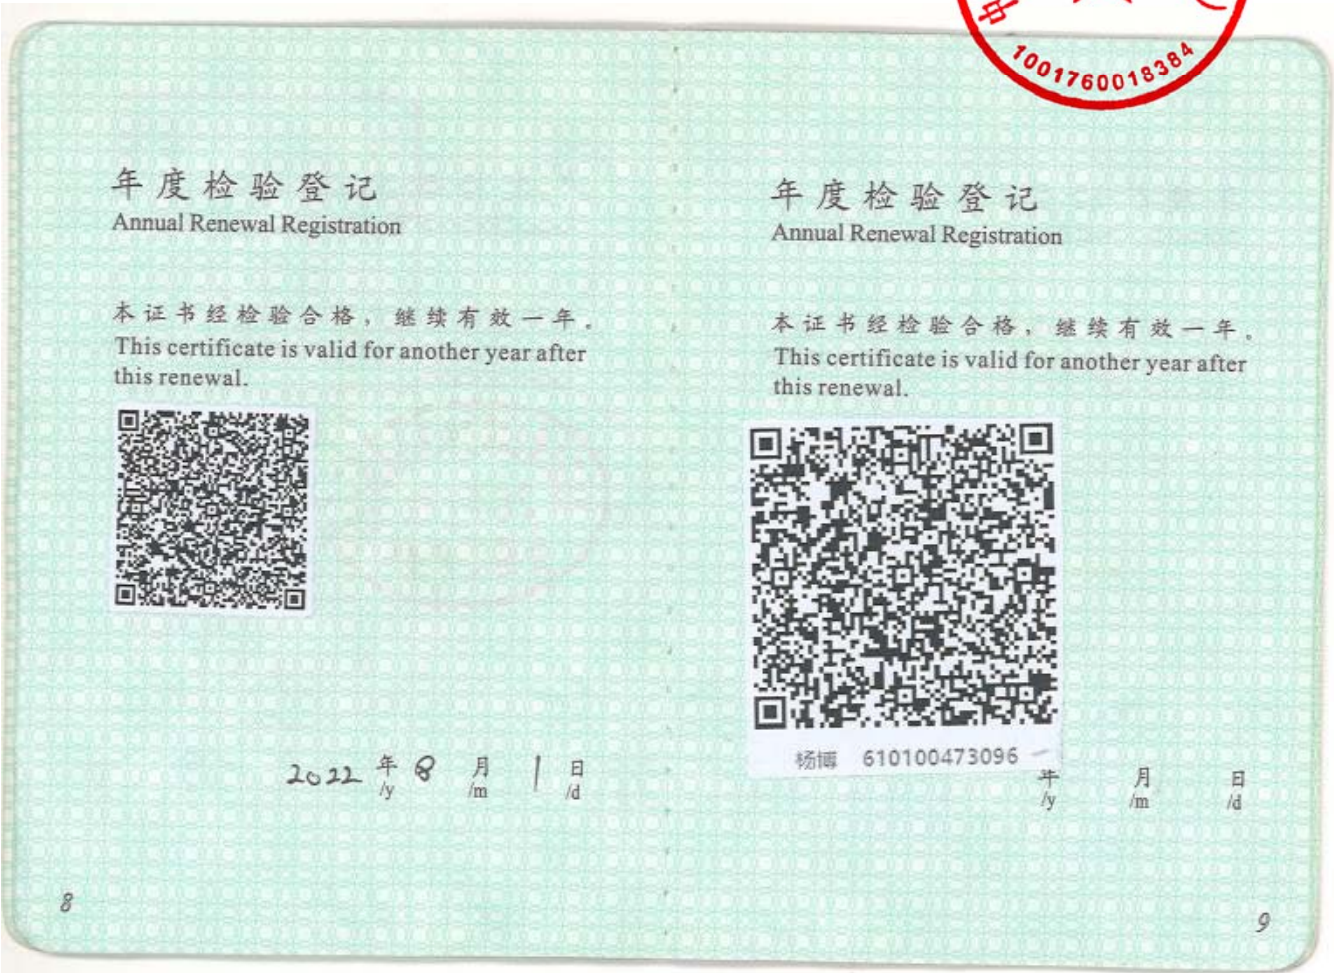 中
1001760018384
年度检验登记
Annual Renewal Registration
本证书经检验合格，继续有效一年。
This certificate is valid for another year after
this renewal.
2022 年 8 月 1 日
/y /m /d
8
年度检验登记
Annual Renewal Registration
本证书经检验合格，继续有效一年。
This certificate is valid for another year after
this renewal.
杨博 610100473096
年 月 日
/y /m /d
9